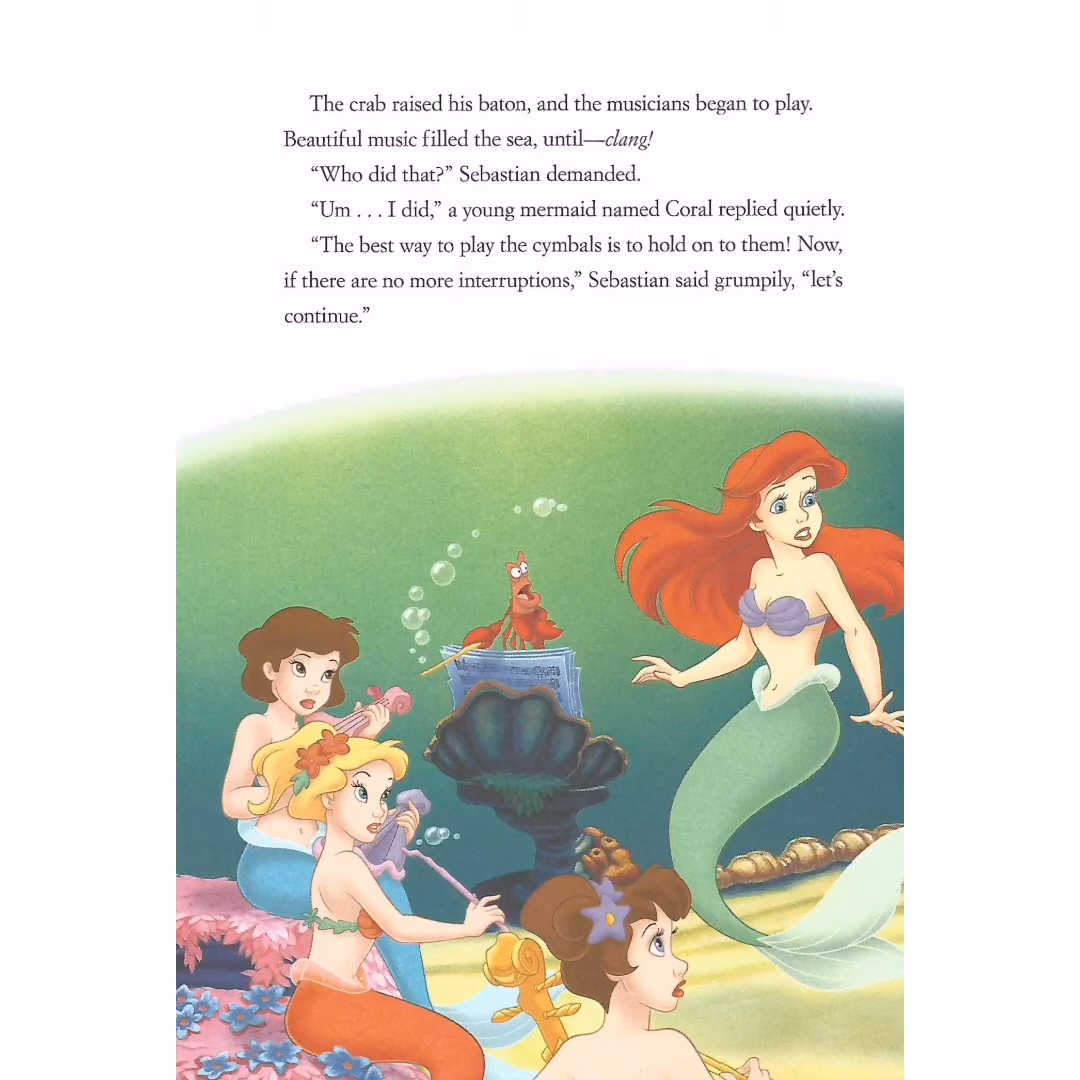 The crab raised his baton, and the musicians began to play.
Beautiful music filled the sea, until—clang!
“Who did that?” Sebastian demanded.
“Um . . . I did,” a young mermaid named Coral replied quietly.
“The best way to play the cymbals is to hold on to them! Now,
if there are no more interruptions,” Sebastian said grumpily, “let’s
continue.”